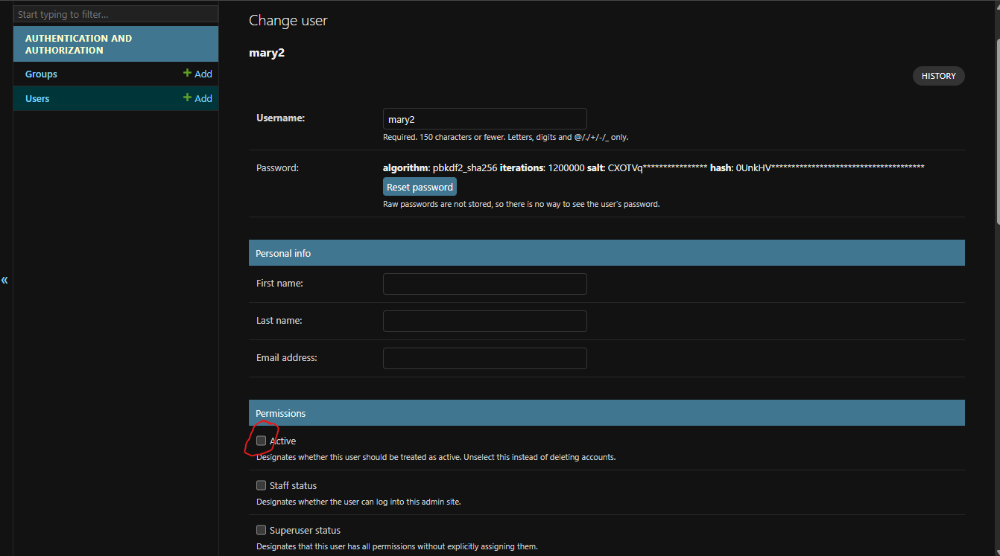 Start typing to filter...
AUTHENTICATION AND
AUTHORIZATION
Groups + Add
Users + Add
«
Change user
mary2
HISTORY
Username: mary2
Required. 150 characters or fewer. Letters, digits and @/./+/-/_ only.
Password: algorithm: pbkdf2_sha256 iterations: 1200000 salt: CXOTVq**************** hash: 0UnkHV**************************************
Reset password
Raw passwords are not stored, so there is no way to see the user's password.
Personal info
First name:
Last name:
Email address:
Permissions
Active
Designates whether this user should be treated as active. Unselect this instead of deleting accounts.
Staff status
Designates whether the user can log into this admin site.
Superuser status
Designates that this user has all permissions without explicitly assigning them.